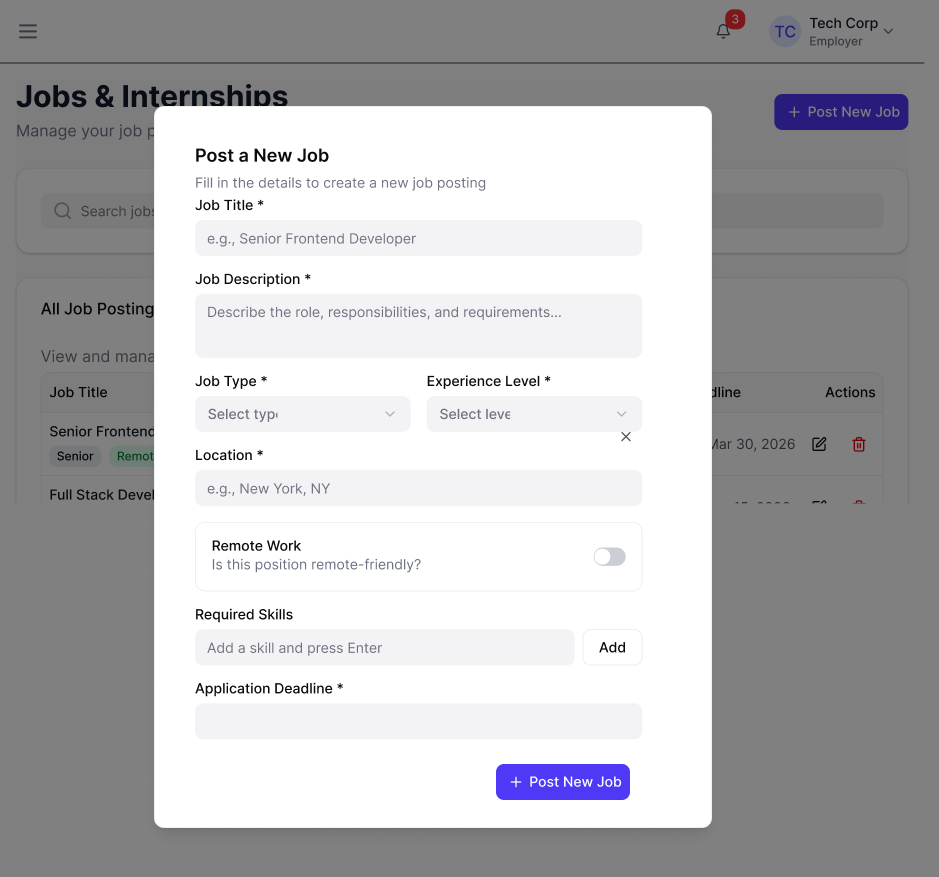 3
TC
Tech Corp
Employer
Jobs & Internships
Manage your job p
+ Post New Job
Search jobs
All Job Posting
View and mana
Job Title
dline
Actions
Senior Frontend
Mar 30, 2026
Senior
Remot
Full Stack Devel
Post a New Job
Fill in the details to create a new job posting
Job Title *
e.g., Senior Frontend Developer
Job Description *
Describe the role, responsibilities, and requirements...
Job Type *
Experience Level *
Select type
Select leve
Location *
e.g., New York, NY
Remote Work
Is this position remote-friendly?
Required Skills
Add a skill and press Enter
Add
Application Deadline *
+ Post New Job